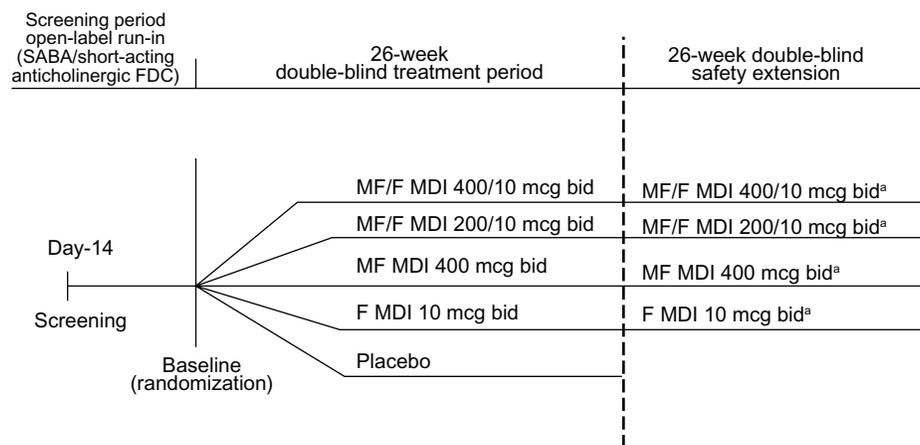 Screening period
open-label run-in
(SABA/short-acting
anticholinergic FDC)
26-week
double-blind treatment period
26-week double-blind
safety extension
MF/F MDI 400/10 mcg bid
MF/F MDI 400/10 mcg bidª
MF/F MDI 200/10 mcg bid
MF/F MDI 200/10 mcg bidª
Day-14
MF MDI 400 mcg bid
MF MDI 400 mcg bidª
Screening
F MDI 10 mcg bid
F MDI 10 mcg bidª
Baseline
(randomization)
Placebo